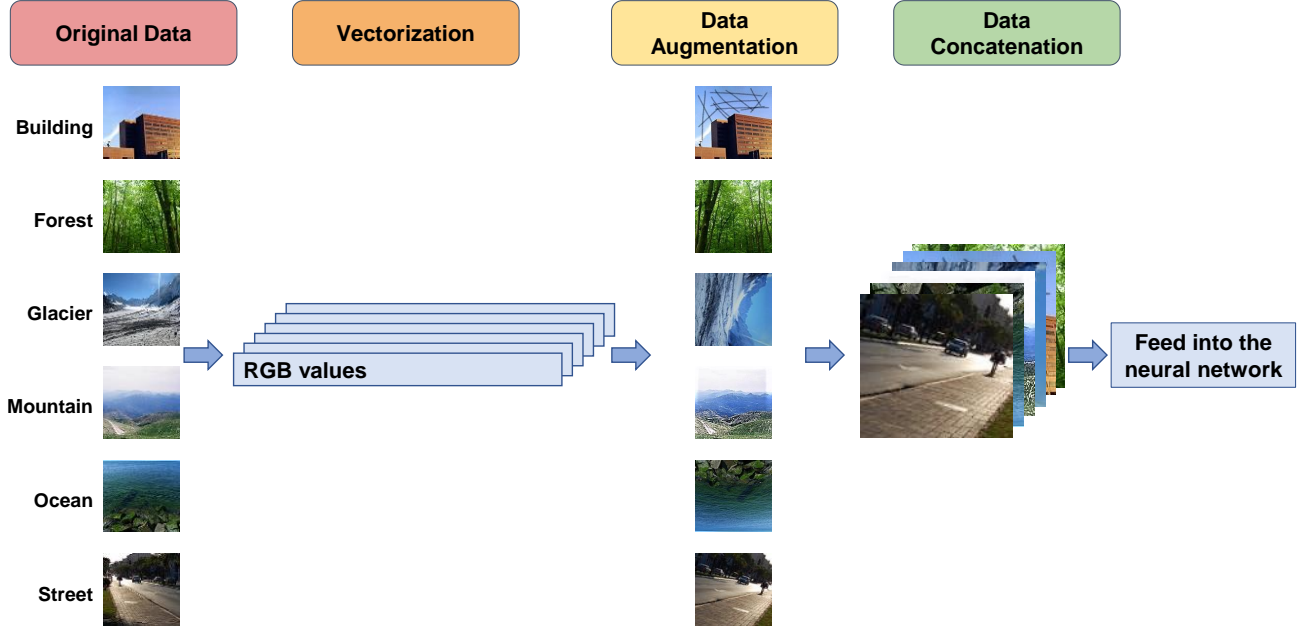 Original Data
Vectorization
Data
Augmentation
Data
Concatenation
Building
Forest
Glacier
Mountain
Ocean
Street
RGB values
Feed into the
neural network